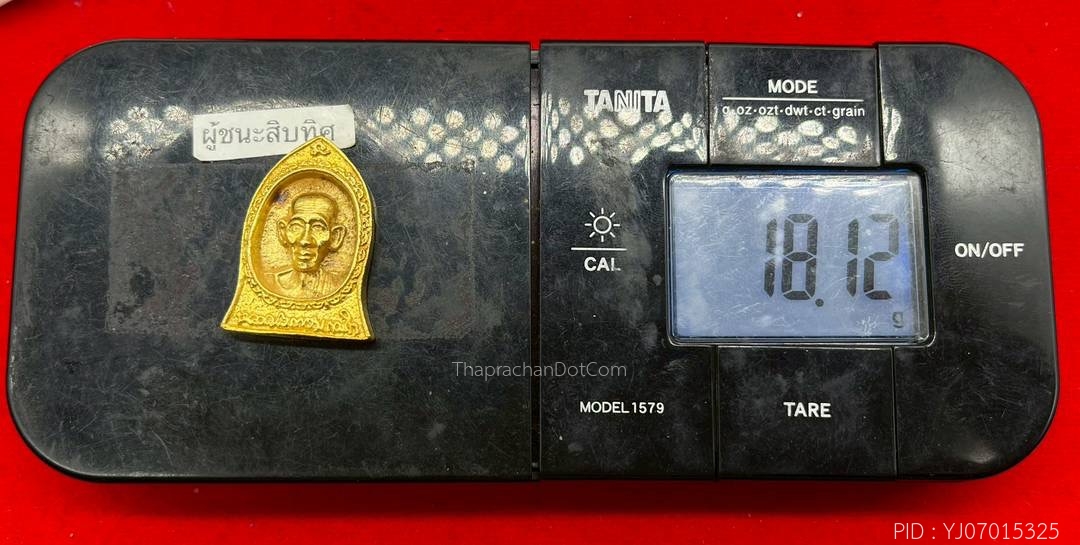 ผู้ชนะสิบทิศ
TANITA
MODE
g·oz·ozt·dwt·ct·grain
CAL
18.12
g
ON/OFF
ThaprachanDotCom
MODEL 1579
TARE
PID : YJ07015325